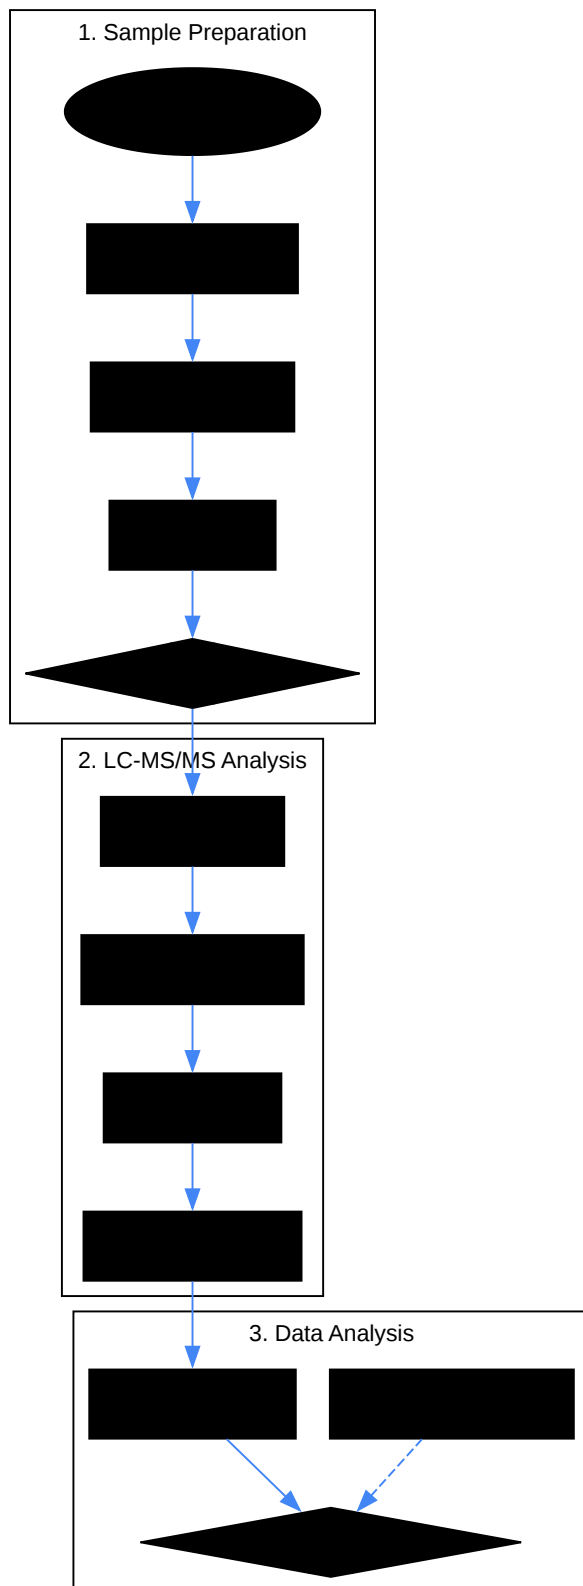 1. Sample Preparation
2. LC-MS/MS Analysis
3. Data Analysis